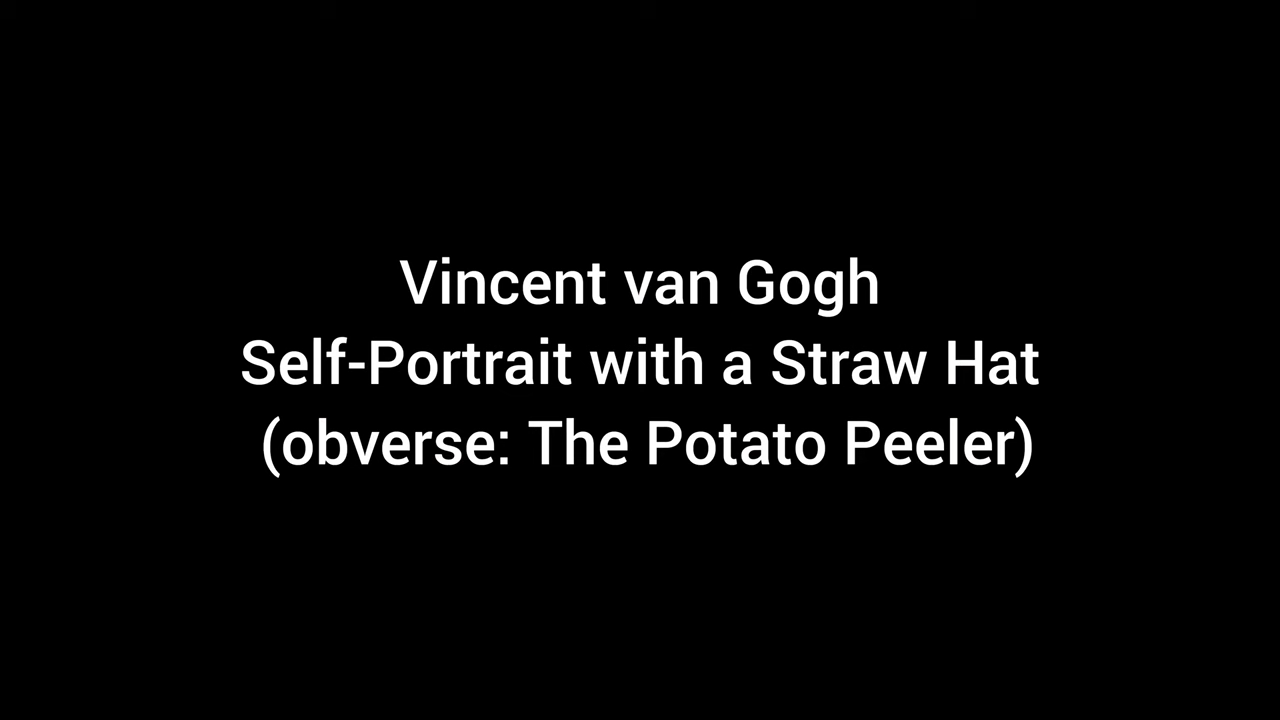 Vincent van Gogh
Self-Portrait with a Straw Hat
(obverse: The Potato Peeler)